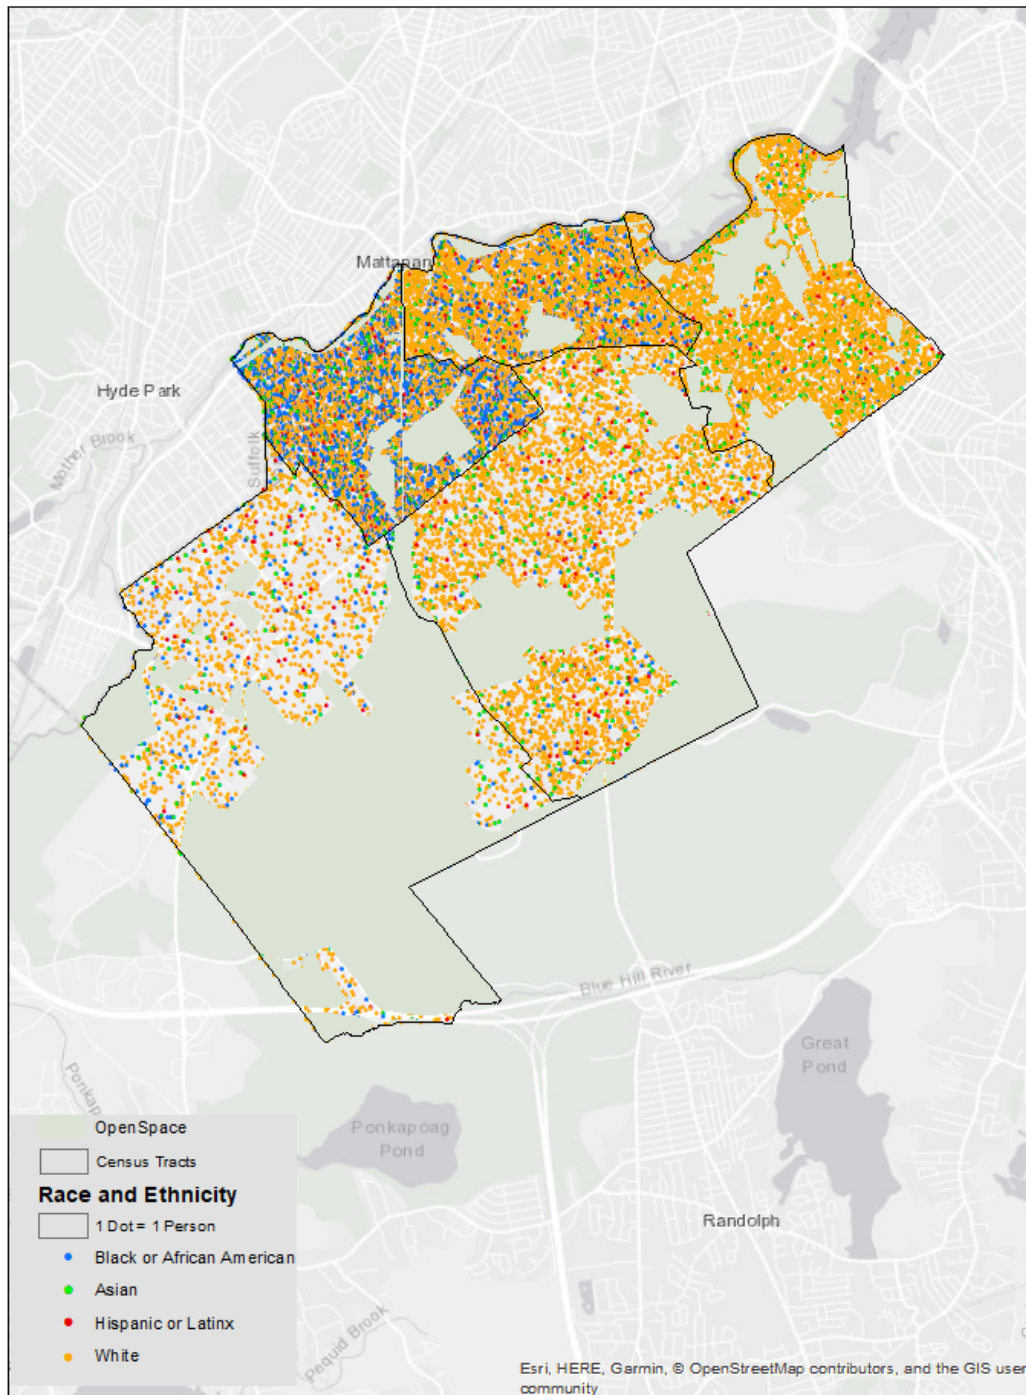 Mattapan
Hyde Park
Mother Brook
Suffolk
Blue Hill River
Great
Pond
Ponkap
Ponkapoag
Pond
Randolph
Pequid Brook
OpenSpace
Census Tracts
Race and Ethnicity
1 Dot = 1 Person
Black or African American
Asian
Hispanic or Latinx
White
Esri, HERE, Garmin, © OpenStreetMap contributors, and the GIS user
community